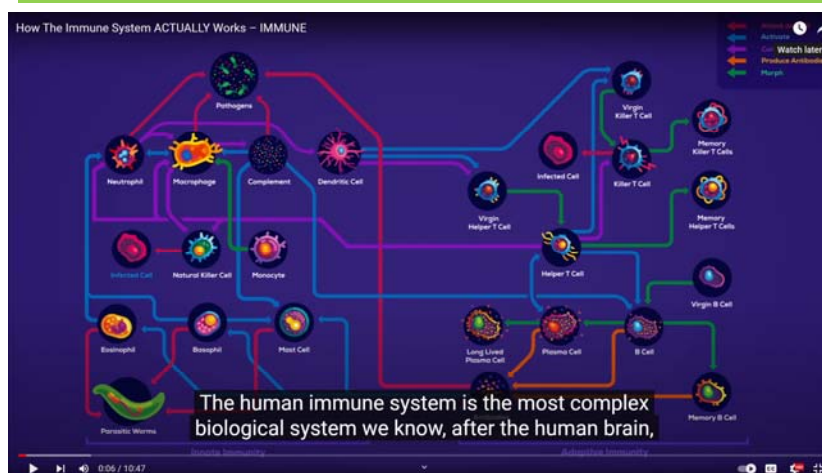 How The Immune System ACTUALLY Works – IMMUNE
Activate
Watch later
Produce Antibodies
Morph
Pathogens
Virgin
Killer T Cell
Memory
Killer T Cells
Neutrophil
Macrophage
Complement
Dendritic Cell
Infected Cell
Killer T Cell
Virgin
Helper T Cell
Memory
Helper T Cells
Infected Cell
Natural Killer Cell
Monocyte
Helper T Cell
Virgin B Cell
Eosinophil
Basophil
Mast Cell
Long Lived
Plasma Cell
Plasma Cell
B Cell
Parasitic Worms
Memory B Cell
The human immune system is the most complex
biological system we know, after the human brain,
Innate Immunity
Adaptive Immunity
0:06 / 10:47